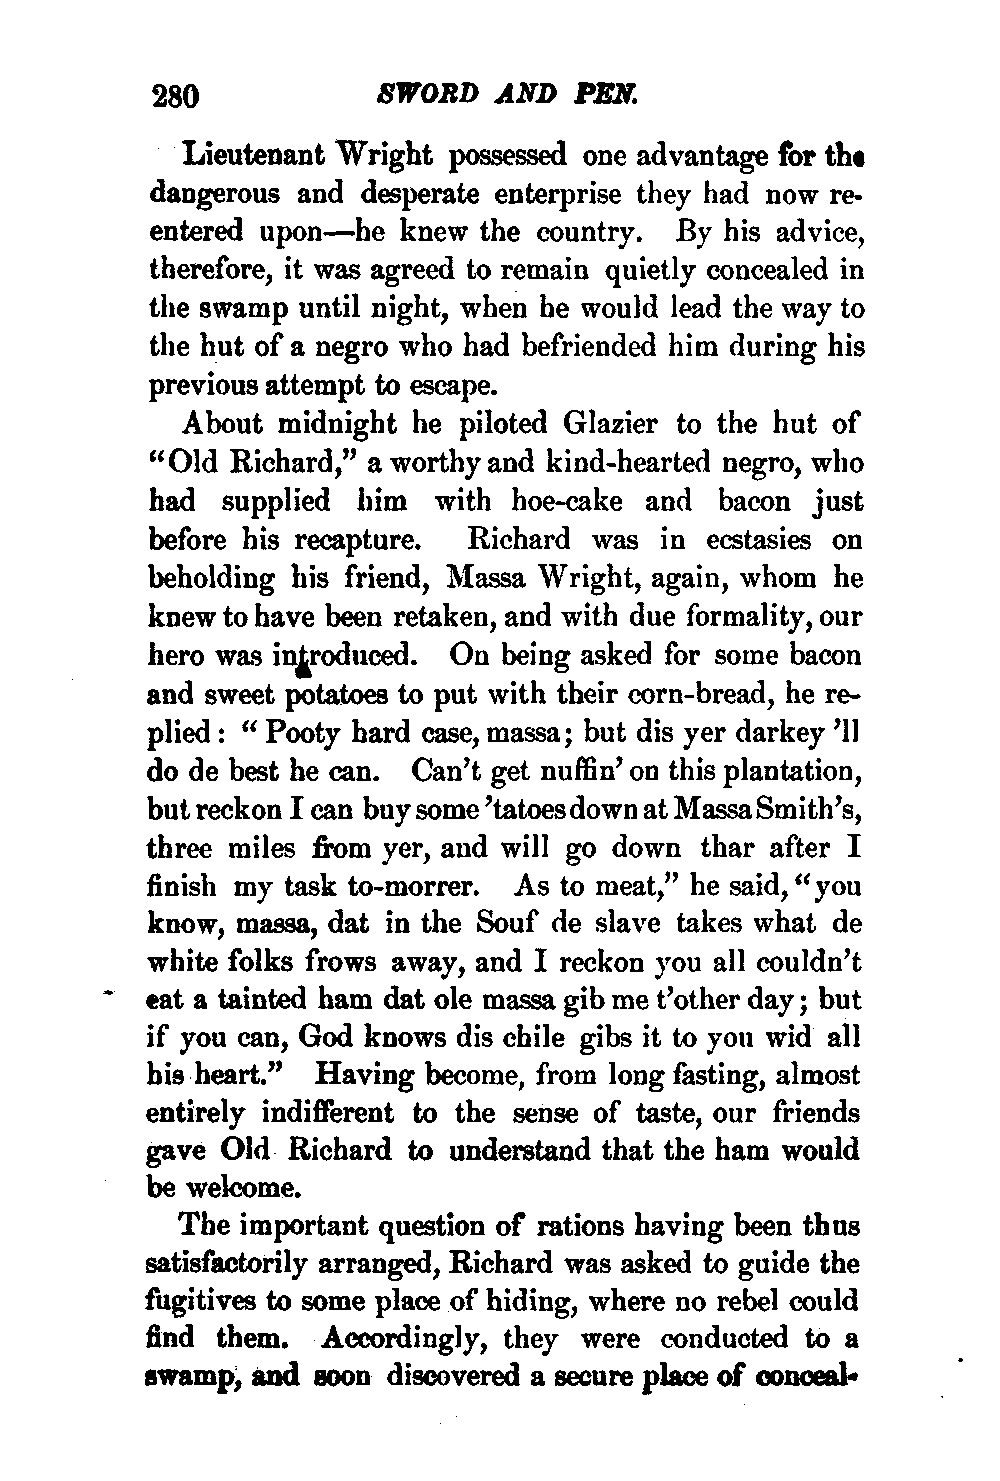 280 SWORD AND PEN.
Lieutenant Wright possessed one advantage for the
dangerous and desperate enterprise they had now re-
entered upon—he knew the country. By his advice,
therefore, it was agreed to remain quietly concealed in
the swamp until night, when he would lead the way to
the hut of a negro who had befriended him during his
previous attempt to escape.
About midnight he piloted Glazier to the hut of
“Old Richard,” a worthy and kind-hearted negro, who
had supplied him with hoe-cake and bacon just
before his recapture. Richard was in ecstasies on
beholding his friend, Massa Wright, again, whom he
knew to have been retaken, and with due formality, our
hero was introduced. On being asked for some bacon
and sweet potatoes to put with their corn-bread, he re-
plied: “Pooty hard case, massa; but dis yer darkey ’ll
do de best he can. Can’t get nuffin’ on this plantation,
but reckon I can buy some ’tatoes down at Massa Smith’s,
three miles from yer, and will go down thar after I
finish my task to-morrer. As to meat,” he said, “you
know, massa, dat in the Souf de slave takes what de
white folks frows away, and I reckon you all couldn’t
eat a tainted ham dat ole massa gib me t’other day; but
if you can, God knows dis chile gibs it to you wid all
his heart.” Having become, from long fasting, almost
entirely indifferent to the sense of taste, our friends
gave Old Richard to understand that the ham would
be welcome.
The important question of rations having been thus
satisfactorily arranged, Richard was asked to guide the
fugitives to some place of hiding, where no rebel could
find them. Accordingly, they were conducted to a
swamp, and soon discovered a secure place of conceal-